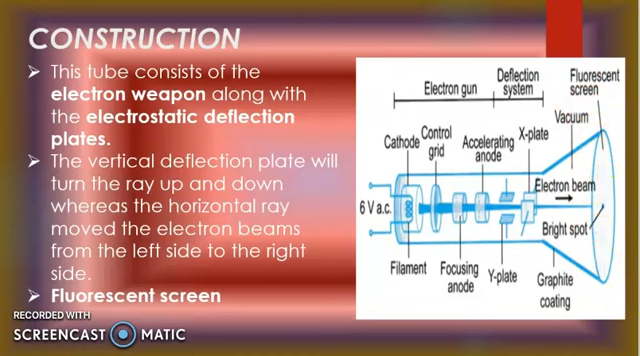 CONSTRUCTION
➤ This tube consists of the
electron weapon along with
the electrostatic deflection
plates.
➤ The vertical deflection plate will
turn the ray up and down
whereas the horizontal ray
moved the electron beams
from the left side to the right
side.
➤ Fluorescent screen
Electron gun
Deflection
system
Fluorescent
screen
Vacuum
Cathode
Control
grid
Accelerating
anode
X-plate
Electron beam
6 V a.c.
Bright spot
Filament
Focusing
anode
Y-plate
Graphite
coating
RECORDED WITH
SCREENCAST MATIC